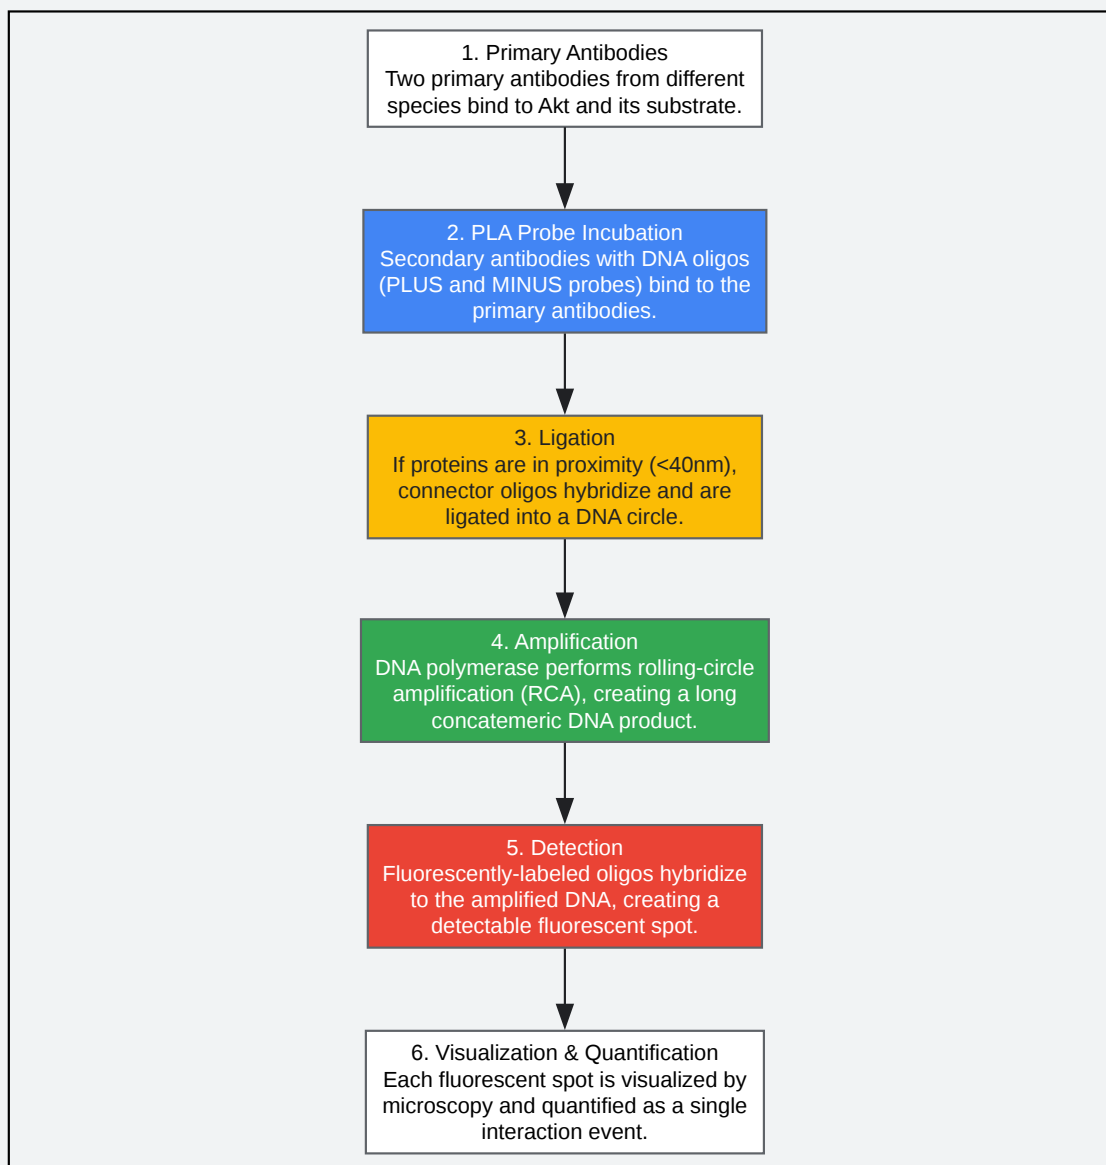 1. Primary Antibodies
Two primary antibodies from different
species bind to Akt and its substrate.
2. PLA Probe Incubation
Secondary antibodies with DNA oligos
(PLUS and MINUS probes) bind to the
primary antibodies.
3. Ligation
If proteins are in proximity (<40nm),
connector oligos hybridize and are
ligated into a DNA circle.
4. Amplification
DNA polymerase performs rolling-circle
amplification (RCA), creating a long
concatemeric DNA product.
5. Detection
Fluorescently-labeled oligos hybridize
to the amplified DNA, creating a
detectable fluorescent spot.
6. Visualization & Quantification
Each fluorescent spot is visualized by
microscopy and quantified as a single
interaction event.